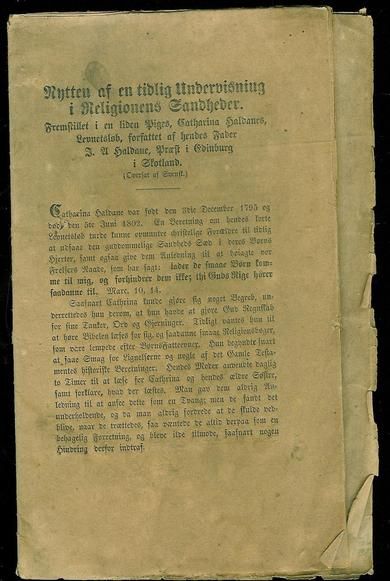 Nytten af en tidlig Undervisning
i Religionens Sandheder.
Fremstillet i en liden Piges, Catharina Haldanes,
Levnetsløb, forfattet af hendes Fader
J. A Haldane, Præst i Edinburg
i Skotland.
(Oversat af Svensk.)
Catharina Haldane var født den 3die December 1795 og
døde den 5te Juni 1802. En Beretning om hendes korte
Levnetsløb turde kunne opmuntre christelige Forældre til tidlig
at udsaae den guddommelige Sandheds Sæd i deres Børns
Hjerter, samt ogsaa give dem Anledning til at beiagte vor
Frelsers Raade, som har sagt: lader de smaae Børn kom-
me til mig, og forhindrer dem ikke; thi Guds Rige hører
saadanne til. Marc. 10, 14.
Saasnart Cathrina kunde gjøre sig noget Begreb, un-
derrettedes hun derom, at hun havde at gjøre Gud Regnskab
for sine Tanker, Ord og Gjerninger. Tidligt vantes hun til
at høre Bibelen læses for sig, og saadanne smaae Religionsbøger,
som vare lempede efter Børns Fatteevner. Hun begyndte snart
at faae Smag for Lignelserne og nogle af det Gamle Testa-
mentes historiske Beretninger. Hendes Moder anvendte daglig
to Timer til at læse for Cathrina og hendes ældre Søstre,
samt forklare, hvad der læstes. Man gav dem aldrig An-
ledning til at ansee dette som en Tvang; men de fandt det
underholdende, og da man aldrig fordrede at de skulde ved-
blive, naar de trættedes, saa ventede de altid derpaa som en
behagelig Forretning, og bleve ilde tilmode, saasnart nogen
Hindring derfor indtraf.